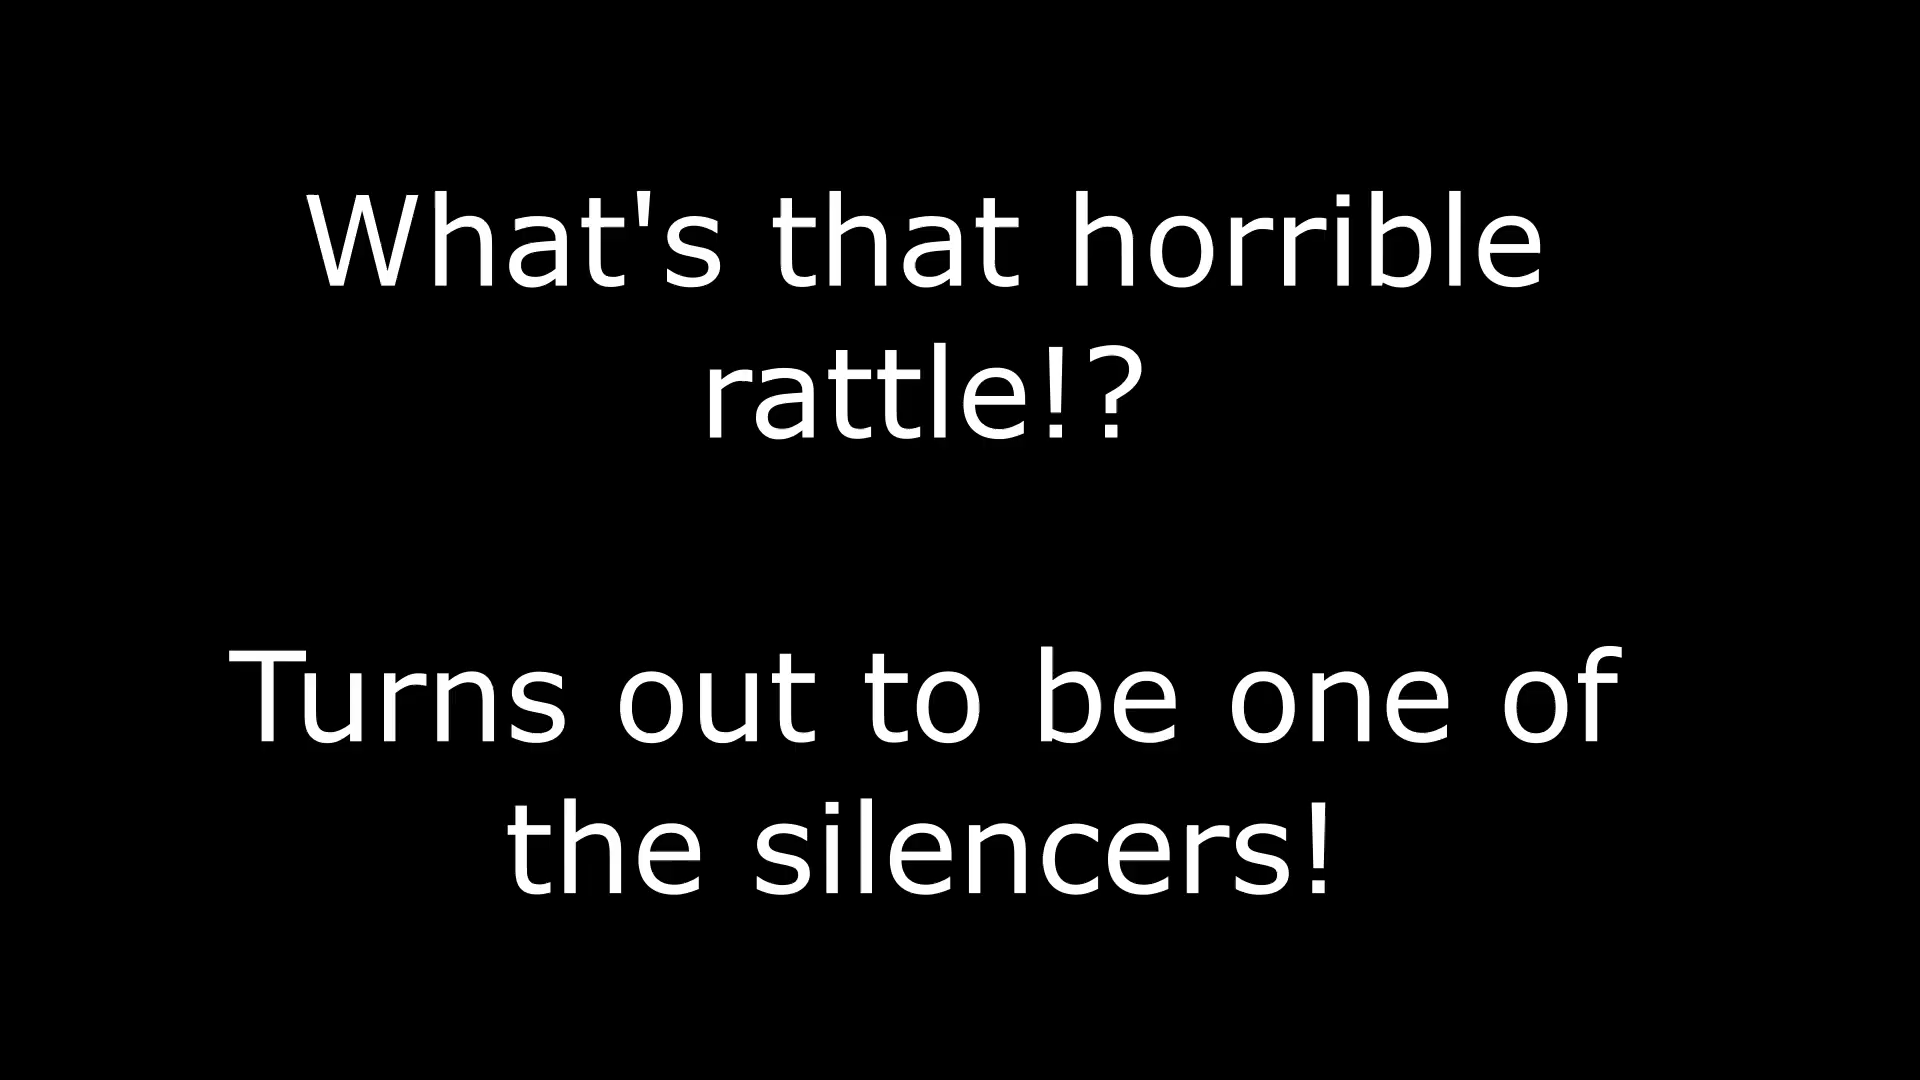 What's that horrible
rattle!?
Turns out to be one of
the silencers!